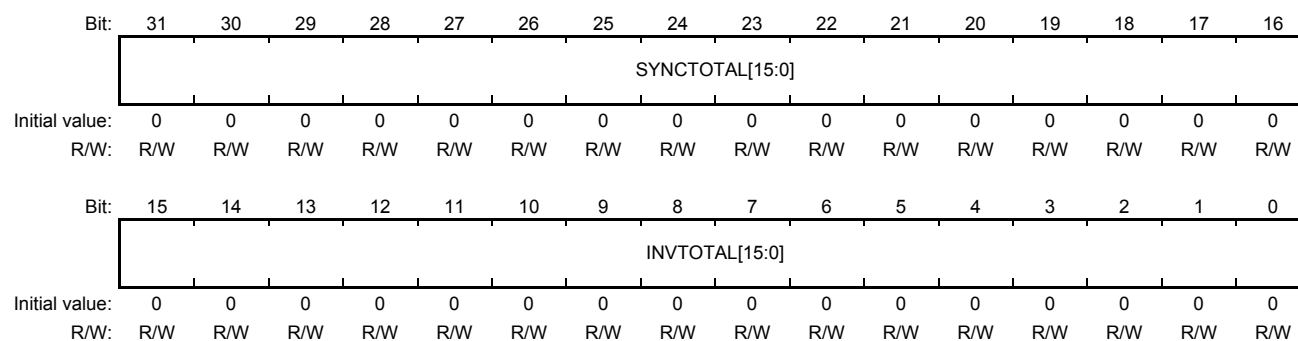 Bit: 31 30 29 28 27 26 25 24 23 22 21 20 19 18 17 16
SYNCTOTAL[15:0]
Initial value: 0 0 0 0 0 0 0 0 0 0 0 0 0 0 0 0
R/W: R/W R/W R/W R/W R/W R/W R/W R/W R/W R/W R/W R/W R/W R/W R/W R/W
Bit: 15 14 13 12 11 10 9 8 7 6 5 4 3 2 1 0
INVTOTAL[15:0]
Initial value: 0 0 0 0 0 0 0 0 0 0 0 0 0 0 0 0
R/W: R/W R/W R/W R/W R/W R/W R/W R/W R/W R/W R/W R/W R/W R/W R/W R/W